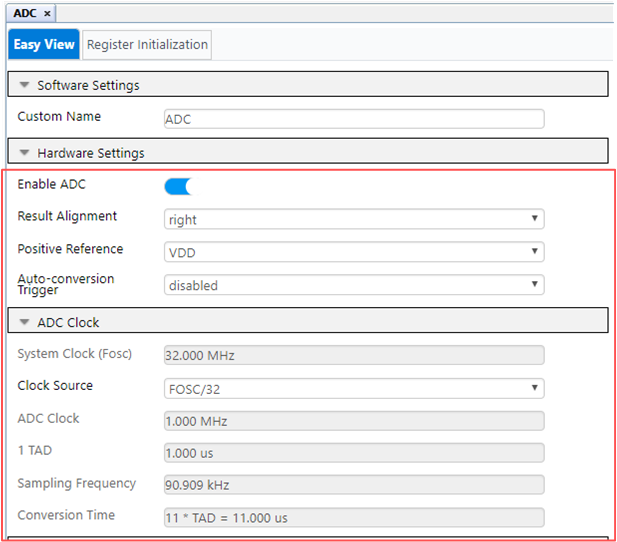 ADC ×
Easy View Register Initialization
Software Settings
Custom Name ADC
Hardware Settings
Enable ADC
Result Alignment right
Positive Reference VDD
Auto-conversion
Trigger disabled
ADC Clock
System Clock (Fosc) 32.000 MHz
Clock Source FOSC/32
ADC Clock 1.000 MHz
1 TAD 1.000 us
Sampling Frequency 90.909 kHz
Conversion Time 11 * TAD = 11.000 us